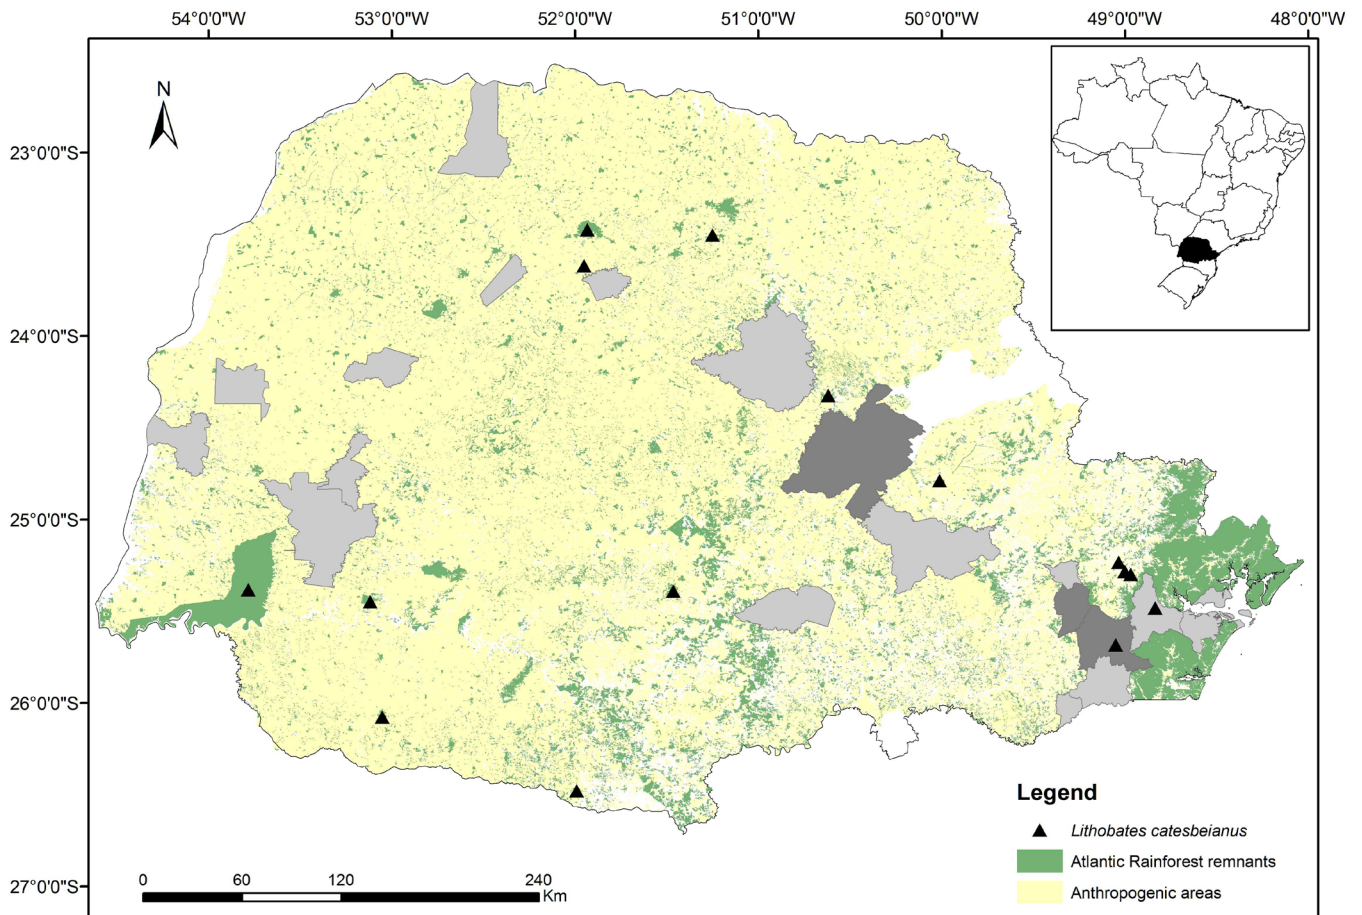 54°0'0"W 53°0'0"W 52°0'0"W 51°0'0"W 50°0'0"W 49°0'0"W 48°0'0"W
N
23°0'0"S
24°0'0"S
25°0'0"S
26°0'0"S
27°0'0"S
Legend
Lithobates catesbeianus
Atlantic Rainforest remnants
Anthropogenic areas
0 60 120 240
Km